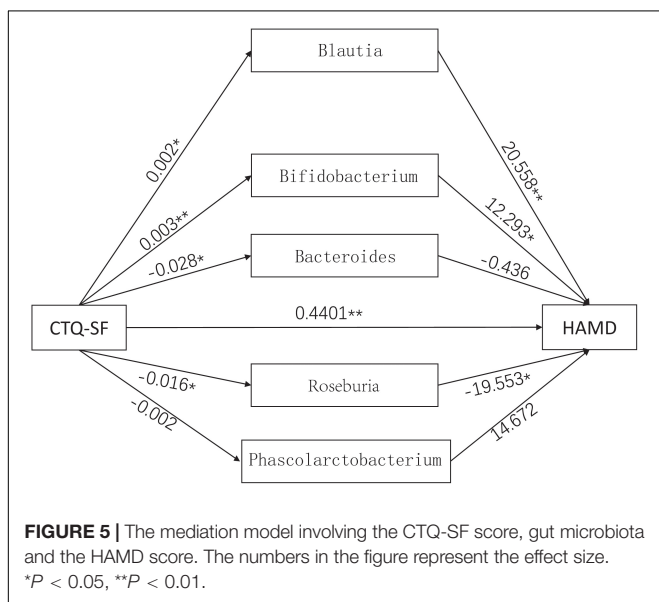 Blautia
0.002*
20.558**
Bifidobacterium
0.003**
12.293*
Bacteroides
-0.028*
-0.436
CTQ-SF
0.4401**
HAMD
-0.016*
Roseburia
-19.553*
-0.002
14.672
Phascolarctobacterium
FIGURE 5 | The mediation model involving the CTQ-SF score, gut microbiota
and the HAMD score. The numbers in the figure represent the effect size.
*P < 0.05, **P < 0.01.